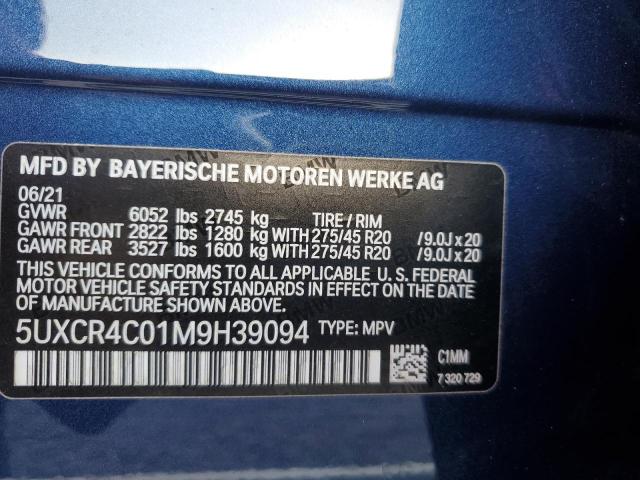 MFD BY BAYERISCHE MOTOREN WERKE AG
06/21
GVWR 6052 lbs 2745 kg TIRE / RIM
GAWR FRONT 2822 lbs 1280 kg WITH 275/45 R20 /9.0J x 20
GAWR REAR 3527 lbs 1600 kg WITH 275/45 R20 /9.0J x 20
THIS VEHICLE CONFORMS TO ALL APPLICABLE U. S. FEDERAL
MOTOR VEHICLE SAFETY STANDARDS IN EFFECT ON THE DATE
OF MANUFACTURE SHOWN ABOVE.
5UXCR4C01M9H39094 TYPE: MPV
C1MM
7 320 729